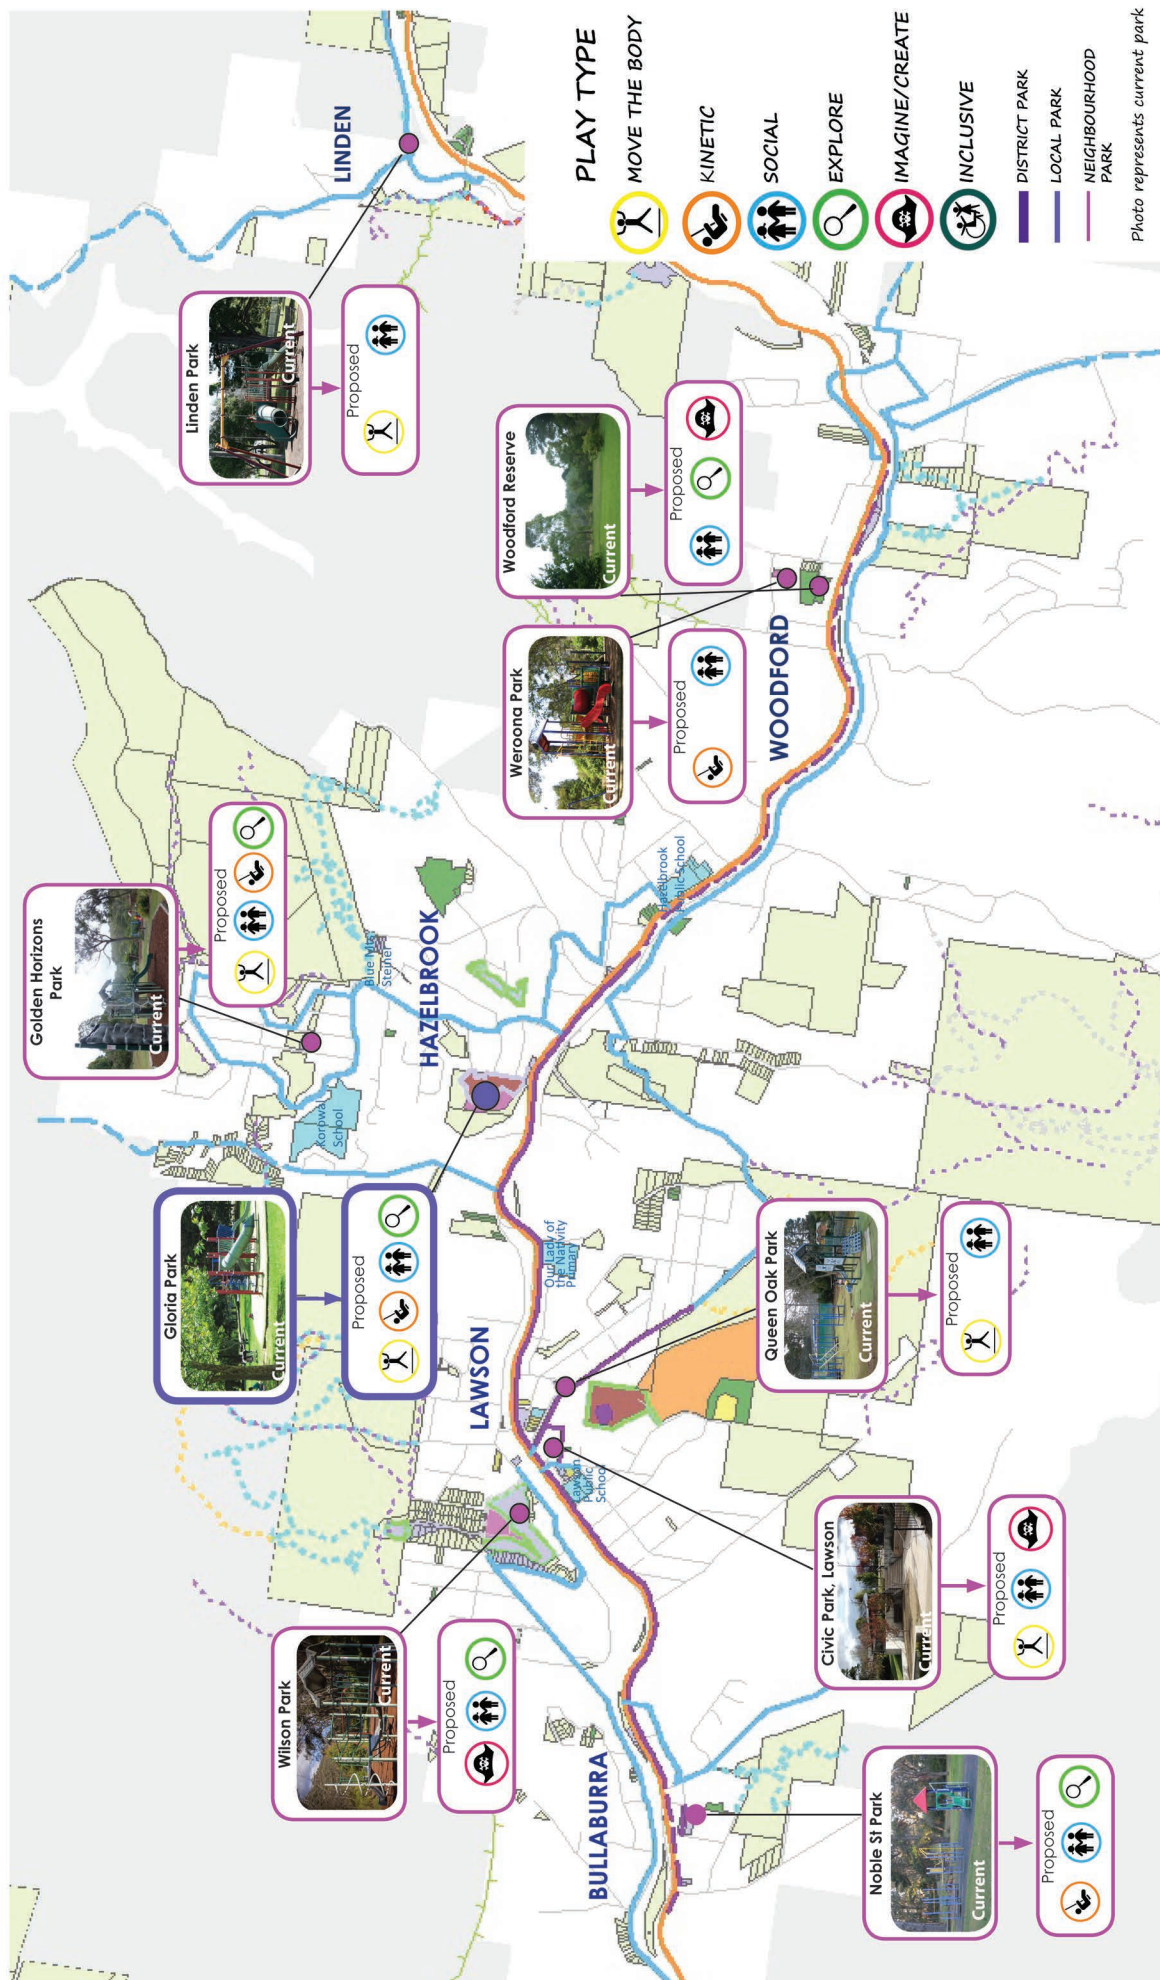 LINDEN
Linden Park
Current
Proposed
Woodford Reserve
Current
Proposed
Weroona Park
Current
Proposed
WOODFORD
Golden Horizons
Park
Current
Proposed
HAZELBROOK
Blue Mtns
Steiner
Hazelbrook
Public School
Korowal
School
Gloria Park
Current
Proposed
LAWSON
Our Lady of
the Nativity
Primary
Lawson
Public
School
Queen Oak Park
Current
Proposed
Civic Park, Lawson
Current
Proposed
Wilson Park
Current
Proposed
BULLABURRA
Noble St Park
Current
Proposed
PLAY TYPE
MOVE THE BODY
KINETIC
SOCIAL
EXPLORE
IMAGINE/CREATE
INCLUSIVE
DISTRICT PARK
LOCAL PARK
NEIGHBOURHOOD
PARK
Photo represents current park